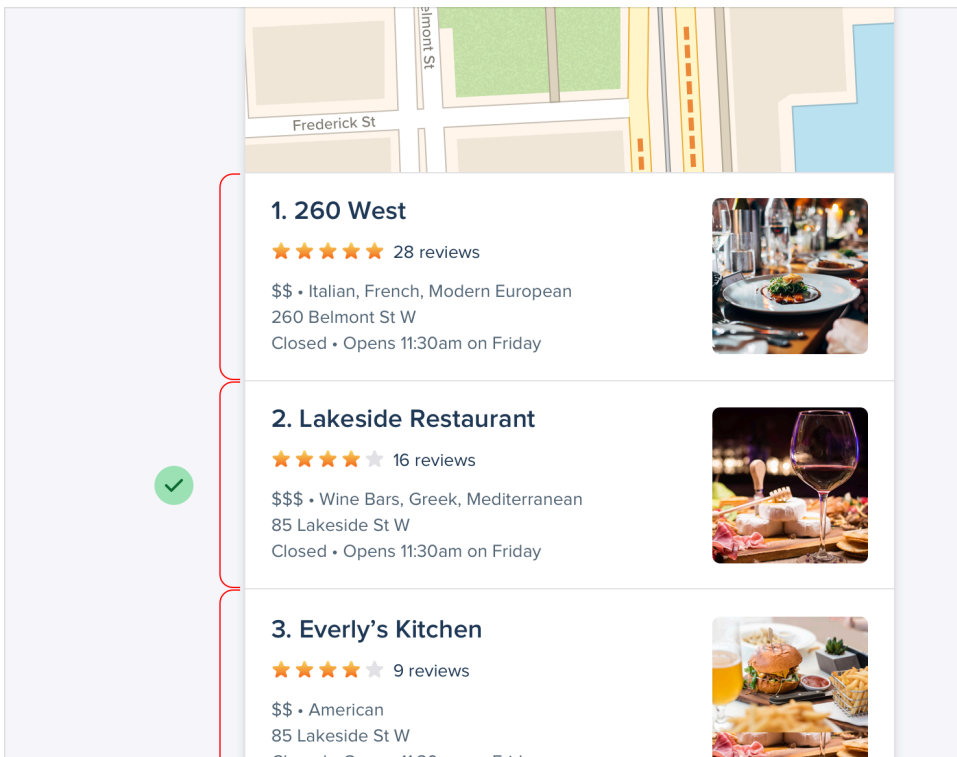 elmont St
Frederick St
1. 260 West
28 reviews
$$ • Italian, French, Modern European
260 Belmont St W
Closed • Opens 11:30am on Friday
2. Lakeside Restaurant
16 reviews
$$$ • Wine Bars, Greek, Mediterranean
85 Lakeside St W
Closed • Opens 11:30am on Friday
3. Everly’s Kitchen
9 reviews
$$ • American
85 Lakeside St W